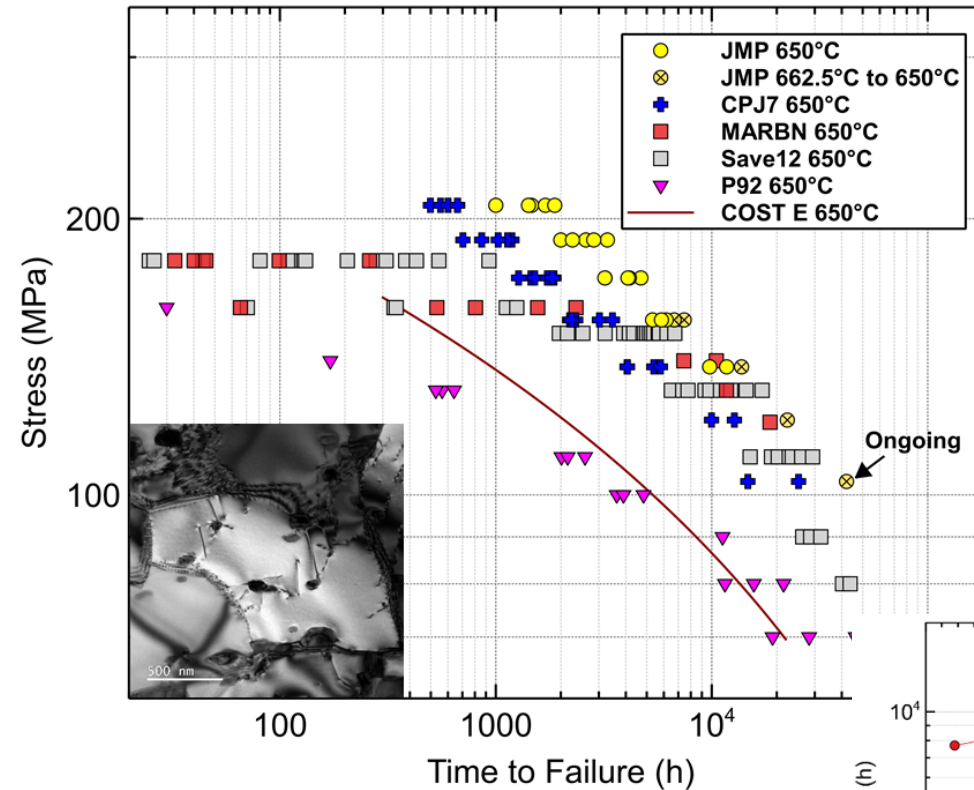 JMP 650°C
JMP 662.5°C to 650°C
CPJ7 650°C
MARBN 650°C
Save12 650°C
P92 650°C
COST E 650°C
200
100
Stress (MPa)
Ongoing
500 nm
100
1000
10⁴
Time to Failure (h)
10⁴
(h)